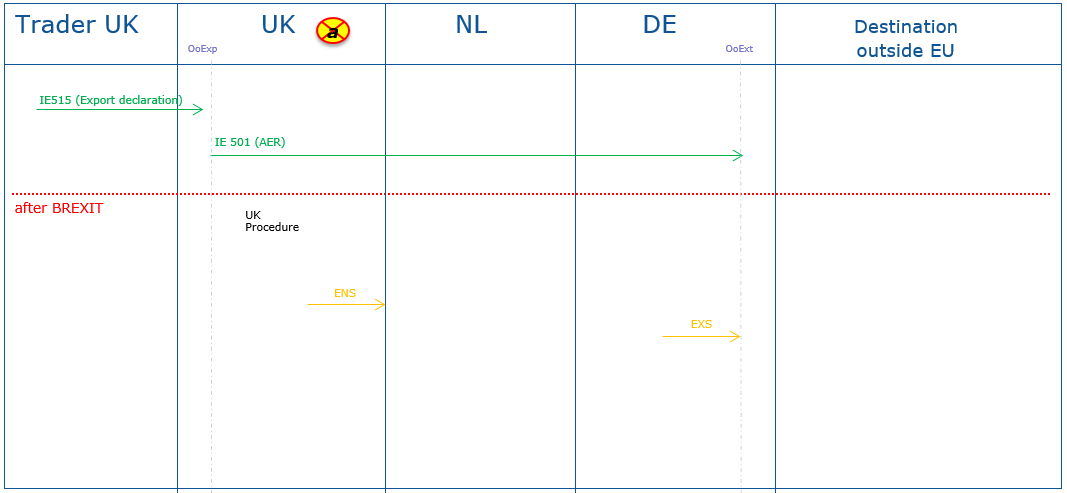 Trader UK
UK
a
NL
DE
Destination
outside EU
OoExp
OoExt
IE515 (Export declaration)
IE 501 (AER)
after BREXIT
UK
Procedure
ENS
EXS